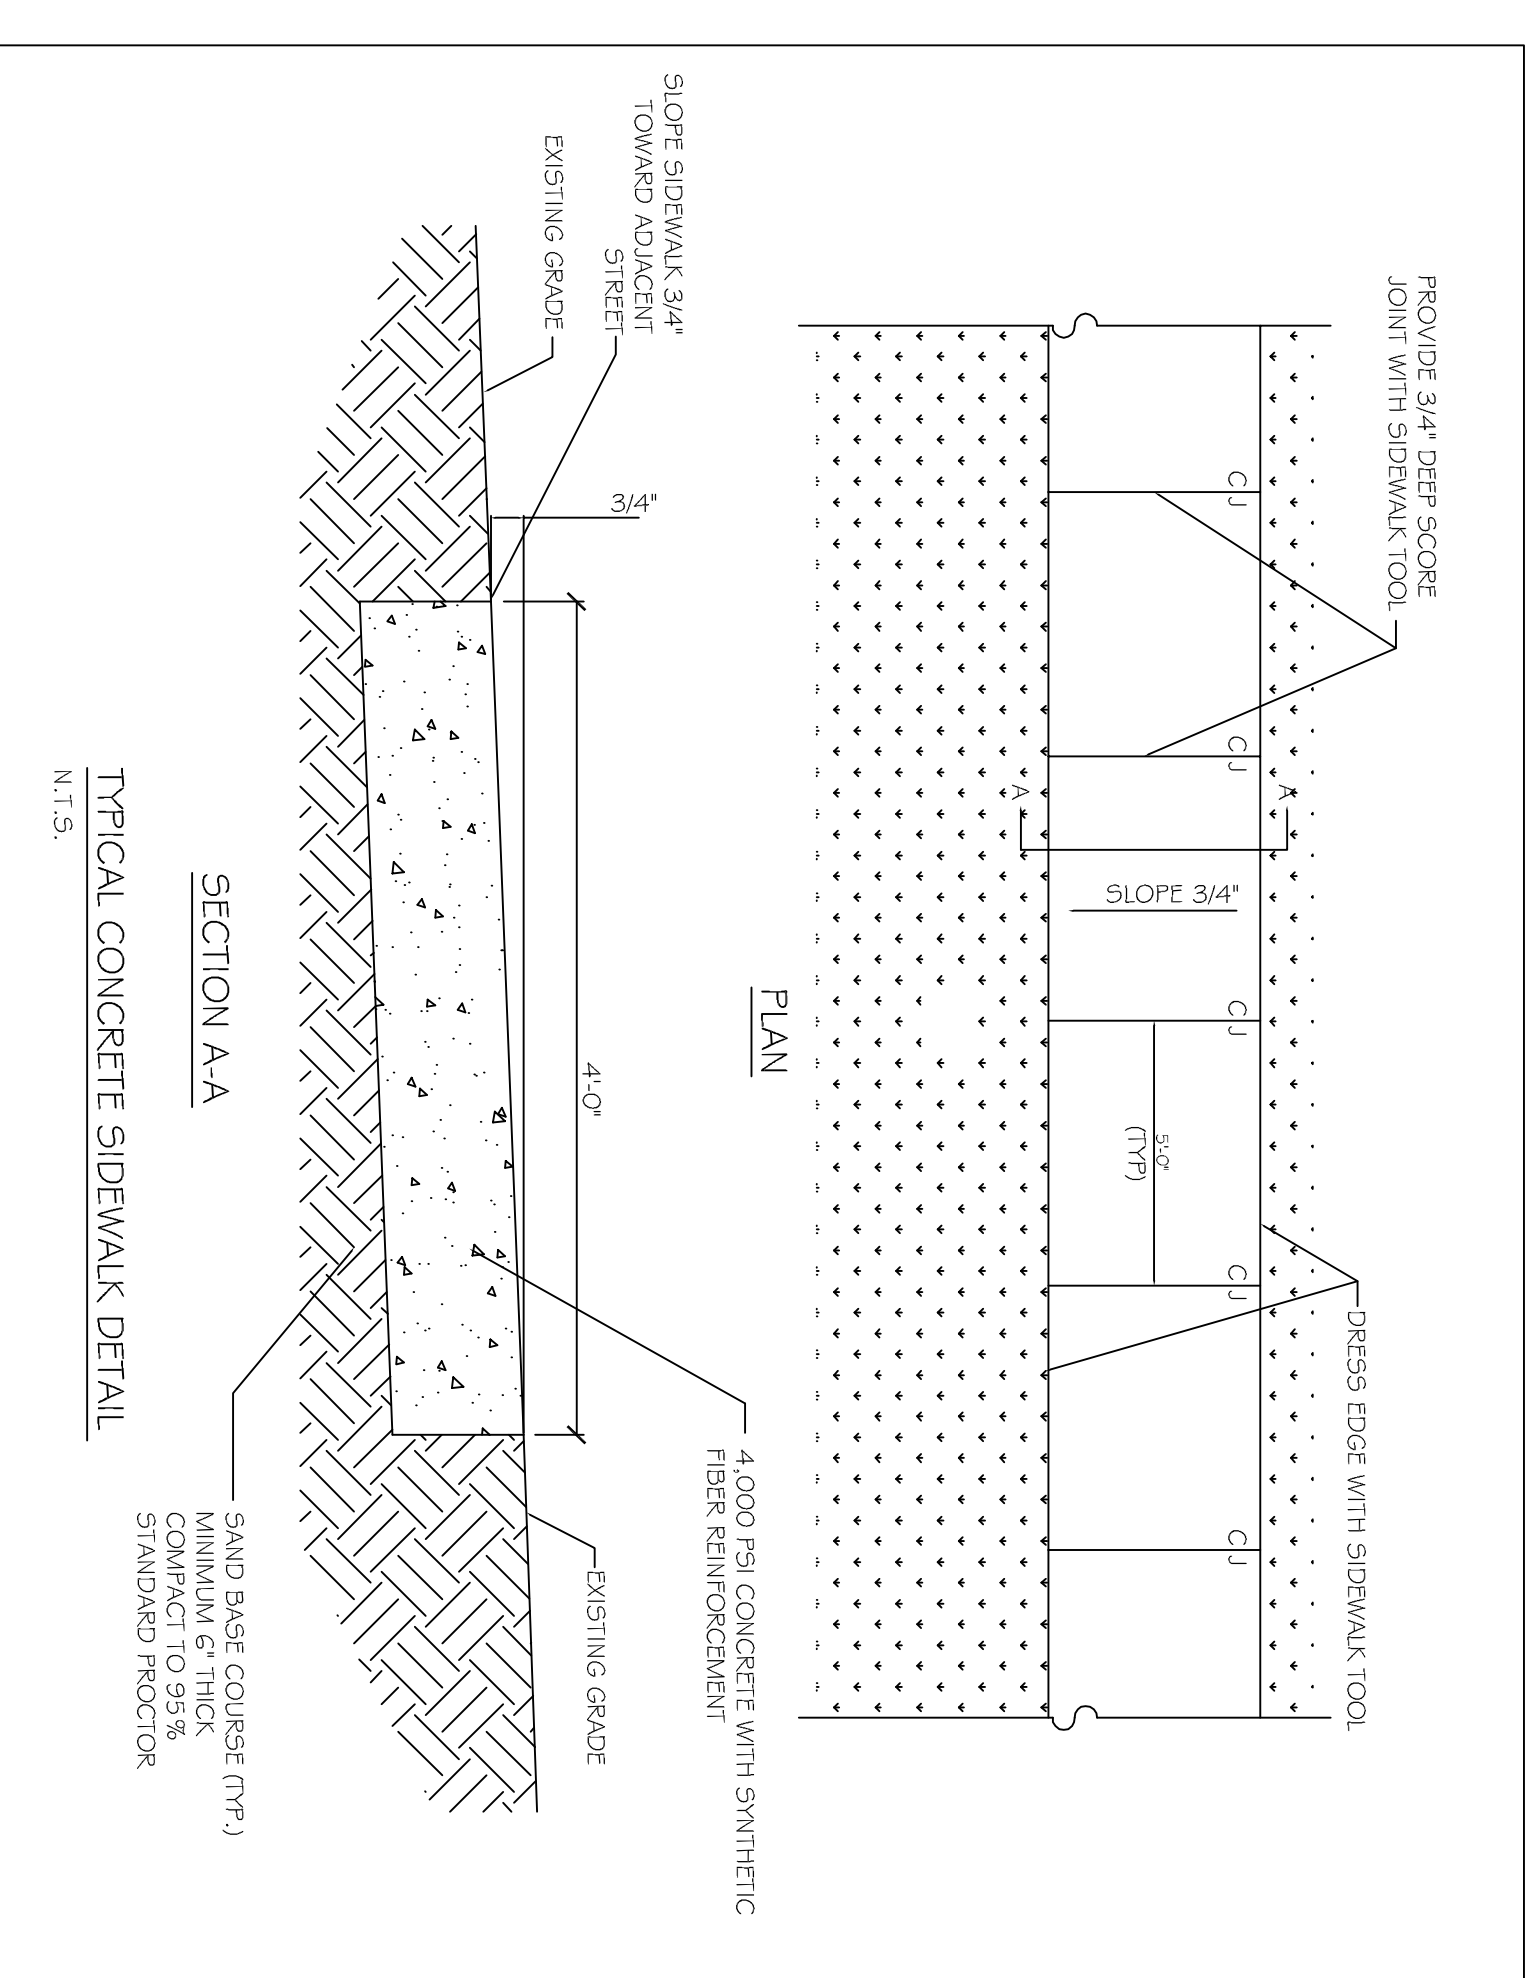 PROVIDE 3/4" DEEP SCORE
JOINT WITH SIDEWALK TOOL
DRESS EDGE WITH SIDEWALK TOOL
CJ
CJ
CJ
CJ
CJ
A
A
SLOPE 3/4"
5'-0"
(TYP)
PLAN
SLOPE SIDEWALK 3/4"
TOWARD ADJACENT
STREET
EXISTING GRADE
3/4"
4'-0"
4,000 PSI CONCRETE WITH SYNTHETIC
FIBER REINFORCEMENT
EXISTING GRADE
SAND BASE COURSE (TYP.)
MINIMUM 6" THICK
COMPACT TO 95%
STANDARD PROCTOR
SECTION A-A
TYPICAL CONCRETE SIDEWALK DETAIL
N.T.S.